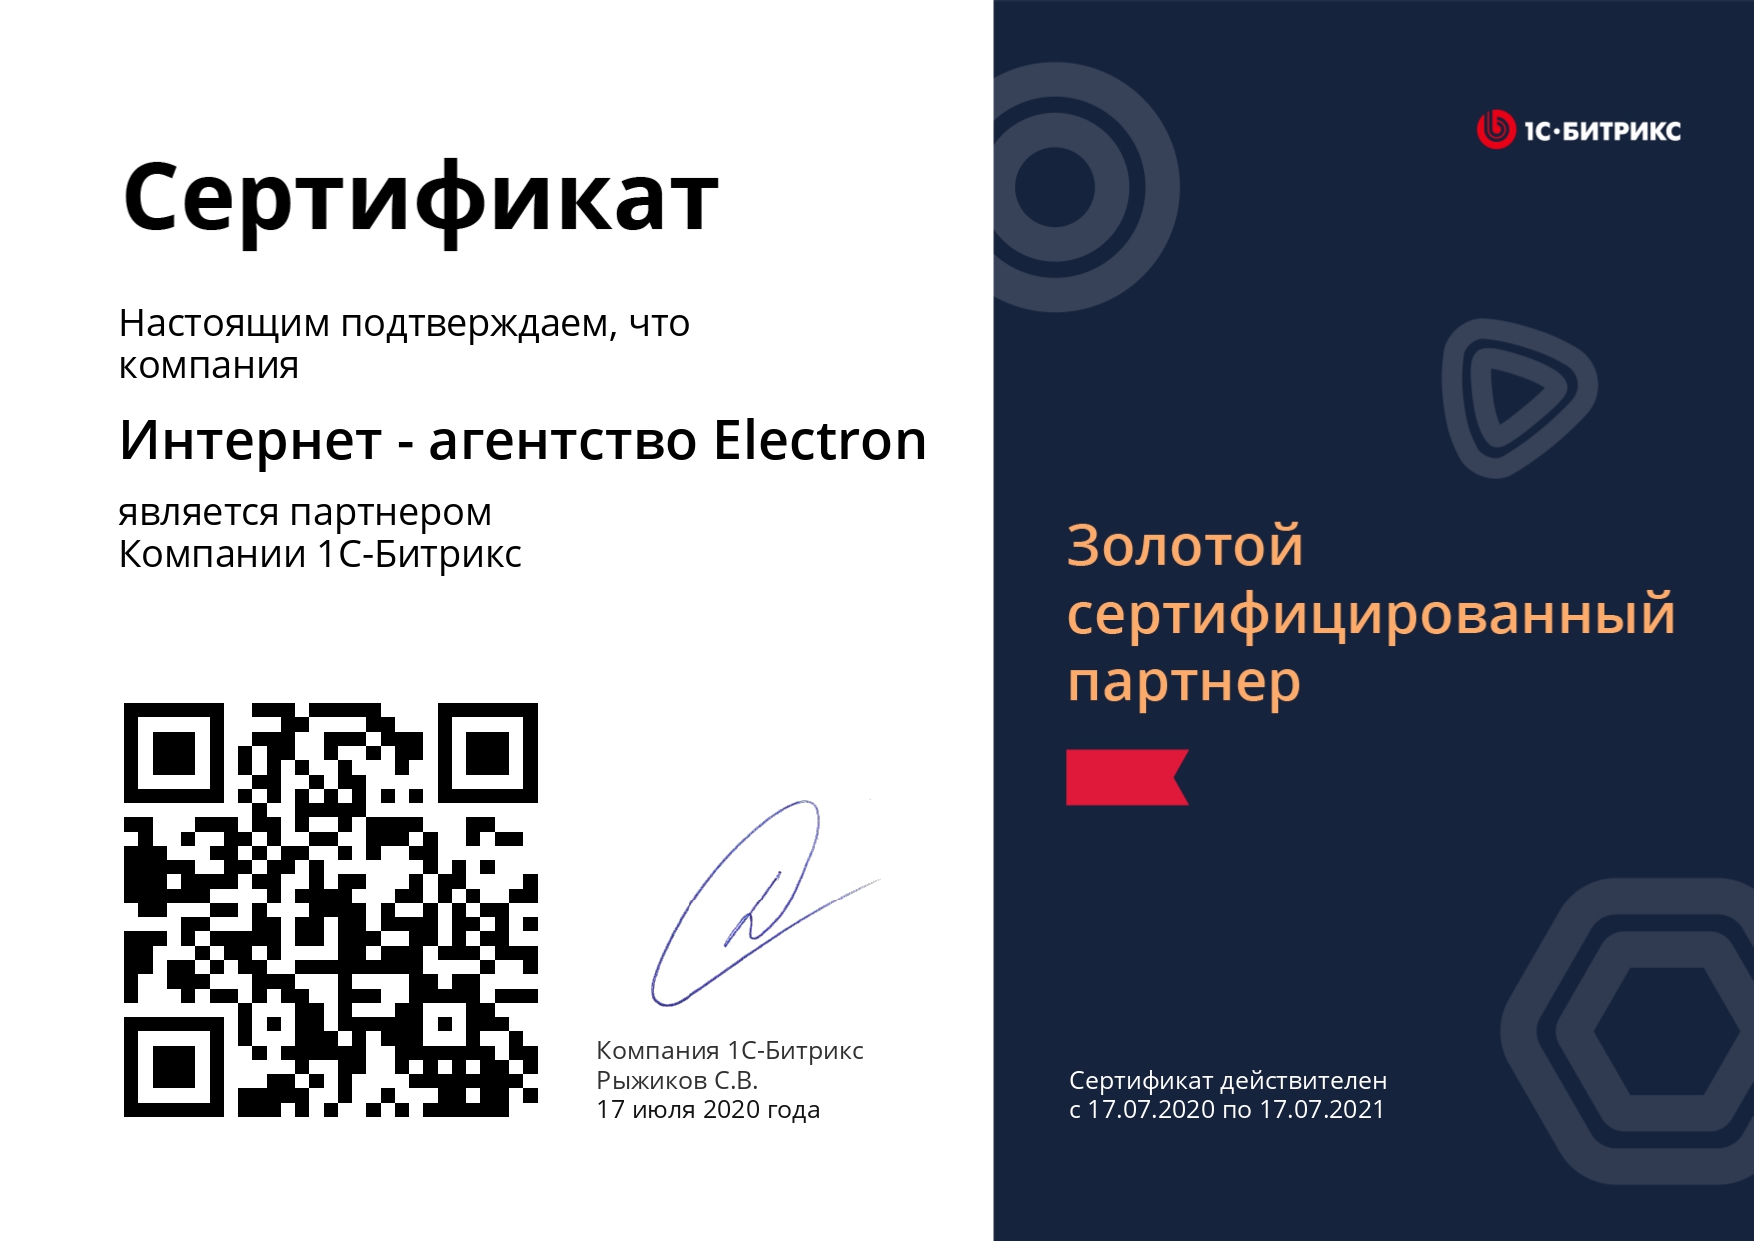 Сертификат
Настоящим подтверждаем, что
компания
Интернет - агентство Electron
является партнером
Компании 1С-Битрикс
Компания 1С-Битрикс
Рыжиков С.В.
17 июля 2020 года
1С·БИТРИКС
Золотой
сертифицированный
партнер
Сертификат действителен
с 17.07.2020 по 17.07.2021